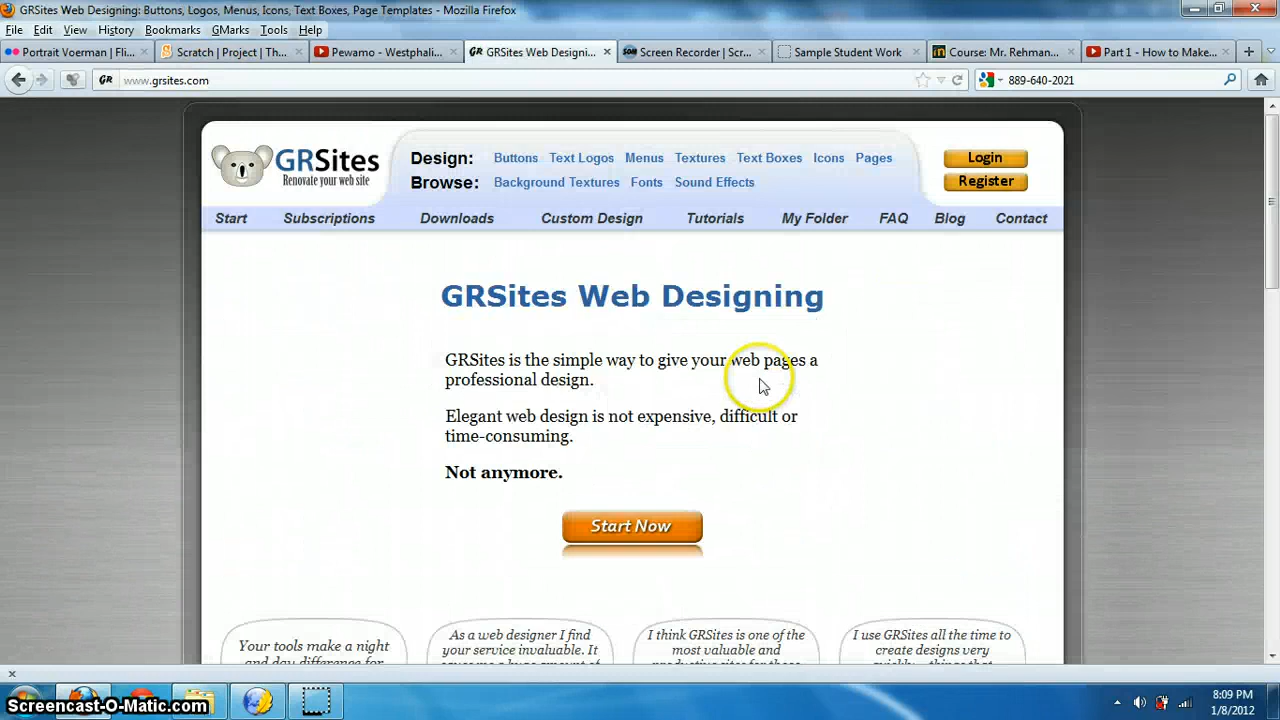 GRSites Web Designing: Buttons, Logos, Menus, Icons, Text Boxes, Page Templates - Mozilla Firefox
File Edit View History Bookmarks GMarks Tools Help
Portrait Voerman | Fli...
Scratch | Project | Th...
Pewamo - Westphali...
GR GRSites Web Designi...
SOM Screen Recorder | Scr...
Sample Student Work
Course: Mr. Rehman...
Part 1 - How to Make...
GR www.grsites.com
889-640-2021
GRSites
Renovate your web site
Design: Buttons Text Logos Menus Textures Text Boxes Icons Pages
Browse: Background Textures Fonts Sound Effects
Login
Register
Start Subscriptions Downloads Custom Design Tutorials My Folder FAQ Blog Contact
GRSites Web Designing
GRSites is the simple way to give your web pages a
professional design.
Elegant web design is not expensive, difficult or
time-consuming.
Not anymore.
Start Now
Your tools make a night
and day difference for
As a web designer I find
your service invaluable. It
I think GRSites is one of the
most valuable and
I use GRSites all the time to
create designs very
Screencast-O-Matic.com
8:09 PM
1/8/2012